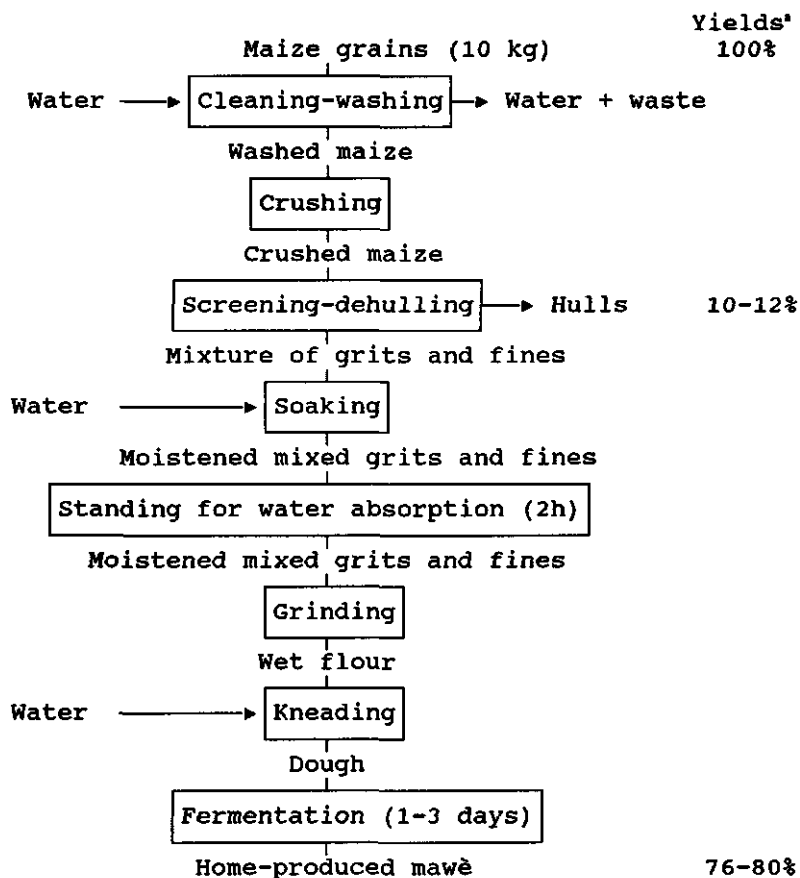 Yieldsᵃ
Maize grains (10 kg) 100%
Water Cleaning-washing Water + waste
Washed maize
Crushing
Crushed maize
Screening-dehulling Hulls 10-12%
Mixture of grits and fines
Water Soaking
Moistened mixed grits and fines
Standing for water absorption (2h)
Moistened mixed grits and fines
Grinding
Wet flour
Water Kneading
Dough
Fermentation (1-3 days)
Home-produced mawè 76-80%